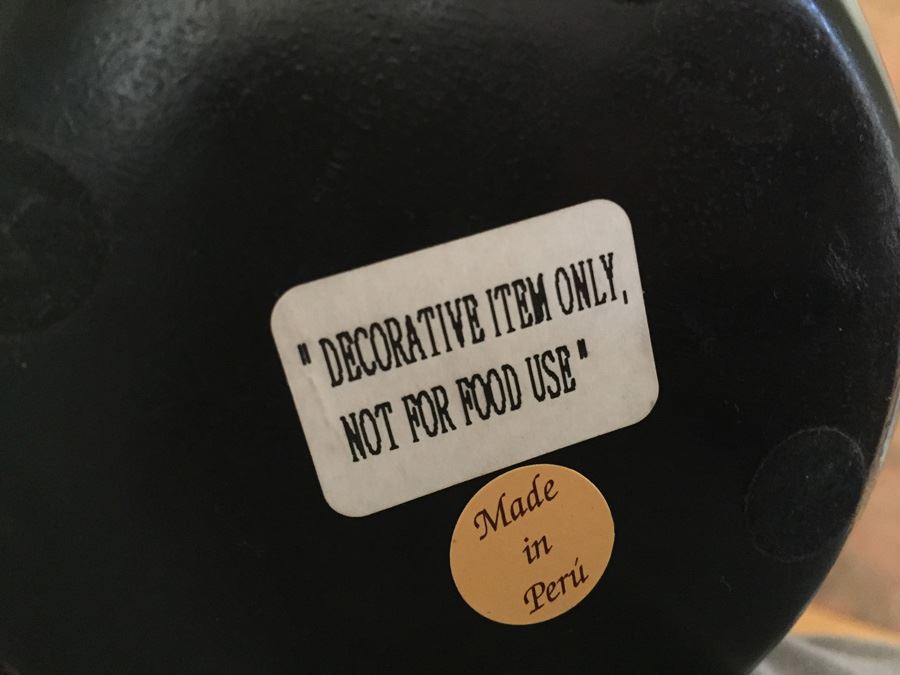 " DECORATIVE ITEM ONLY,
NOT FOR FOOD USE "
Made
in
Perú